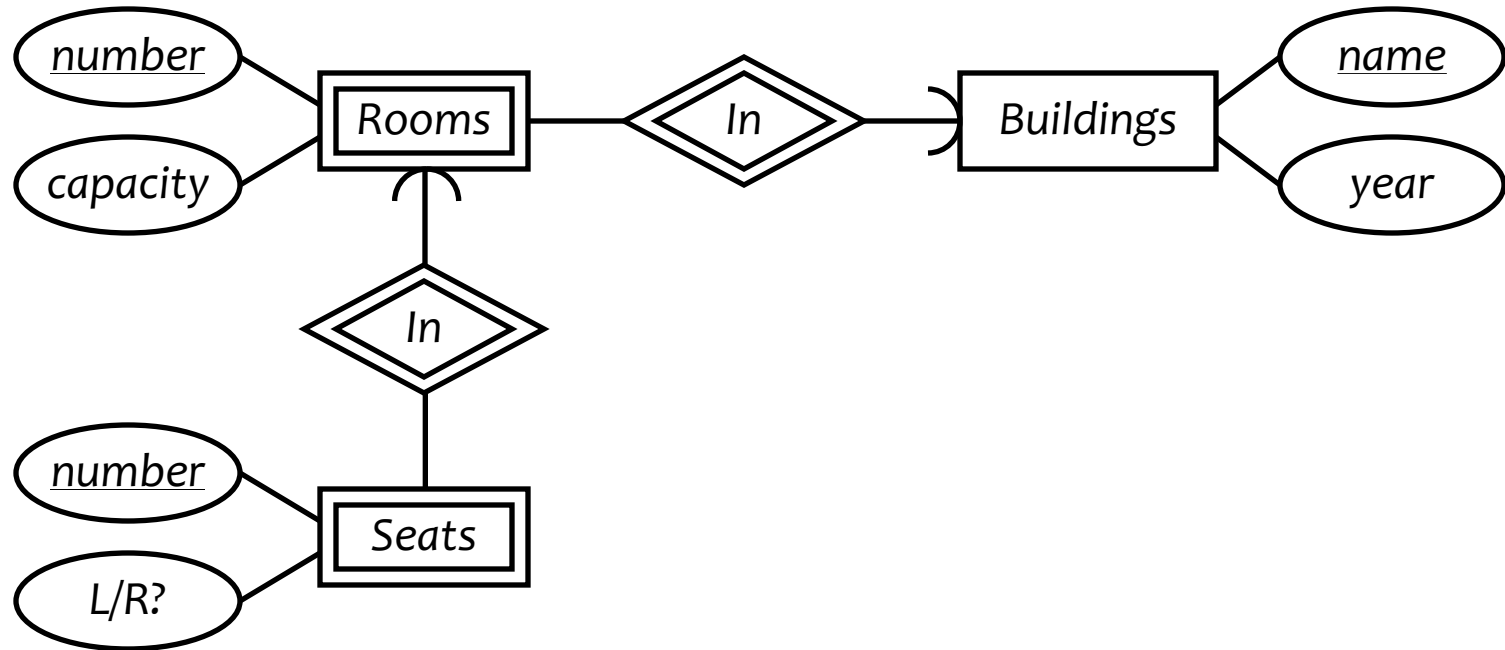 number
name
Rooms
In
Buildings
capacity
year
In
number
Seats
L/R?